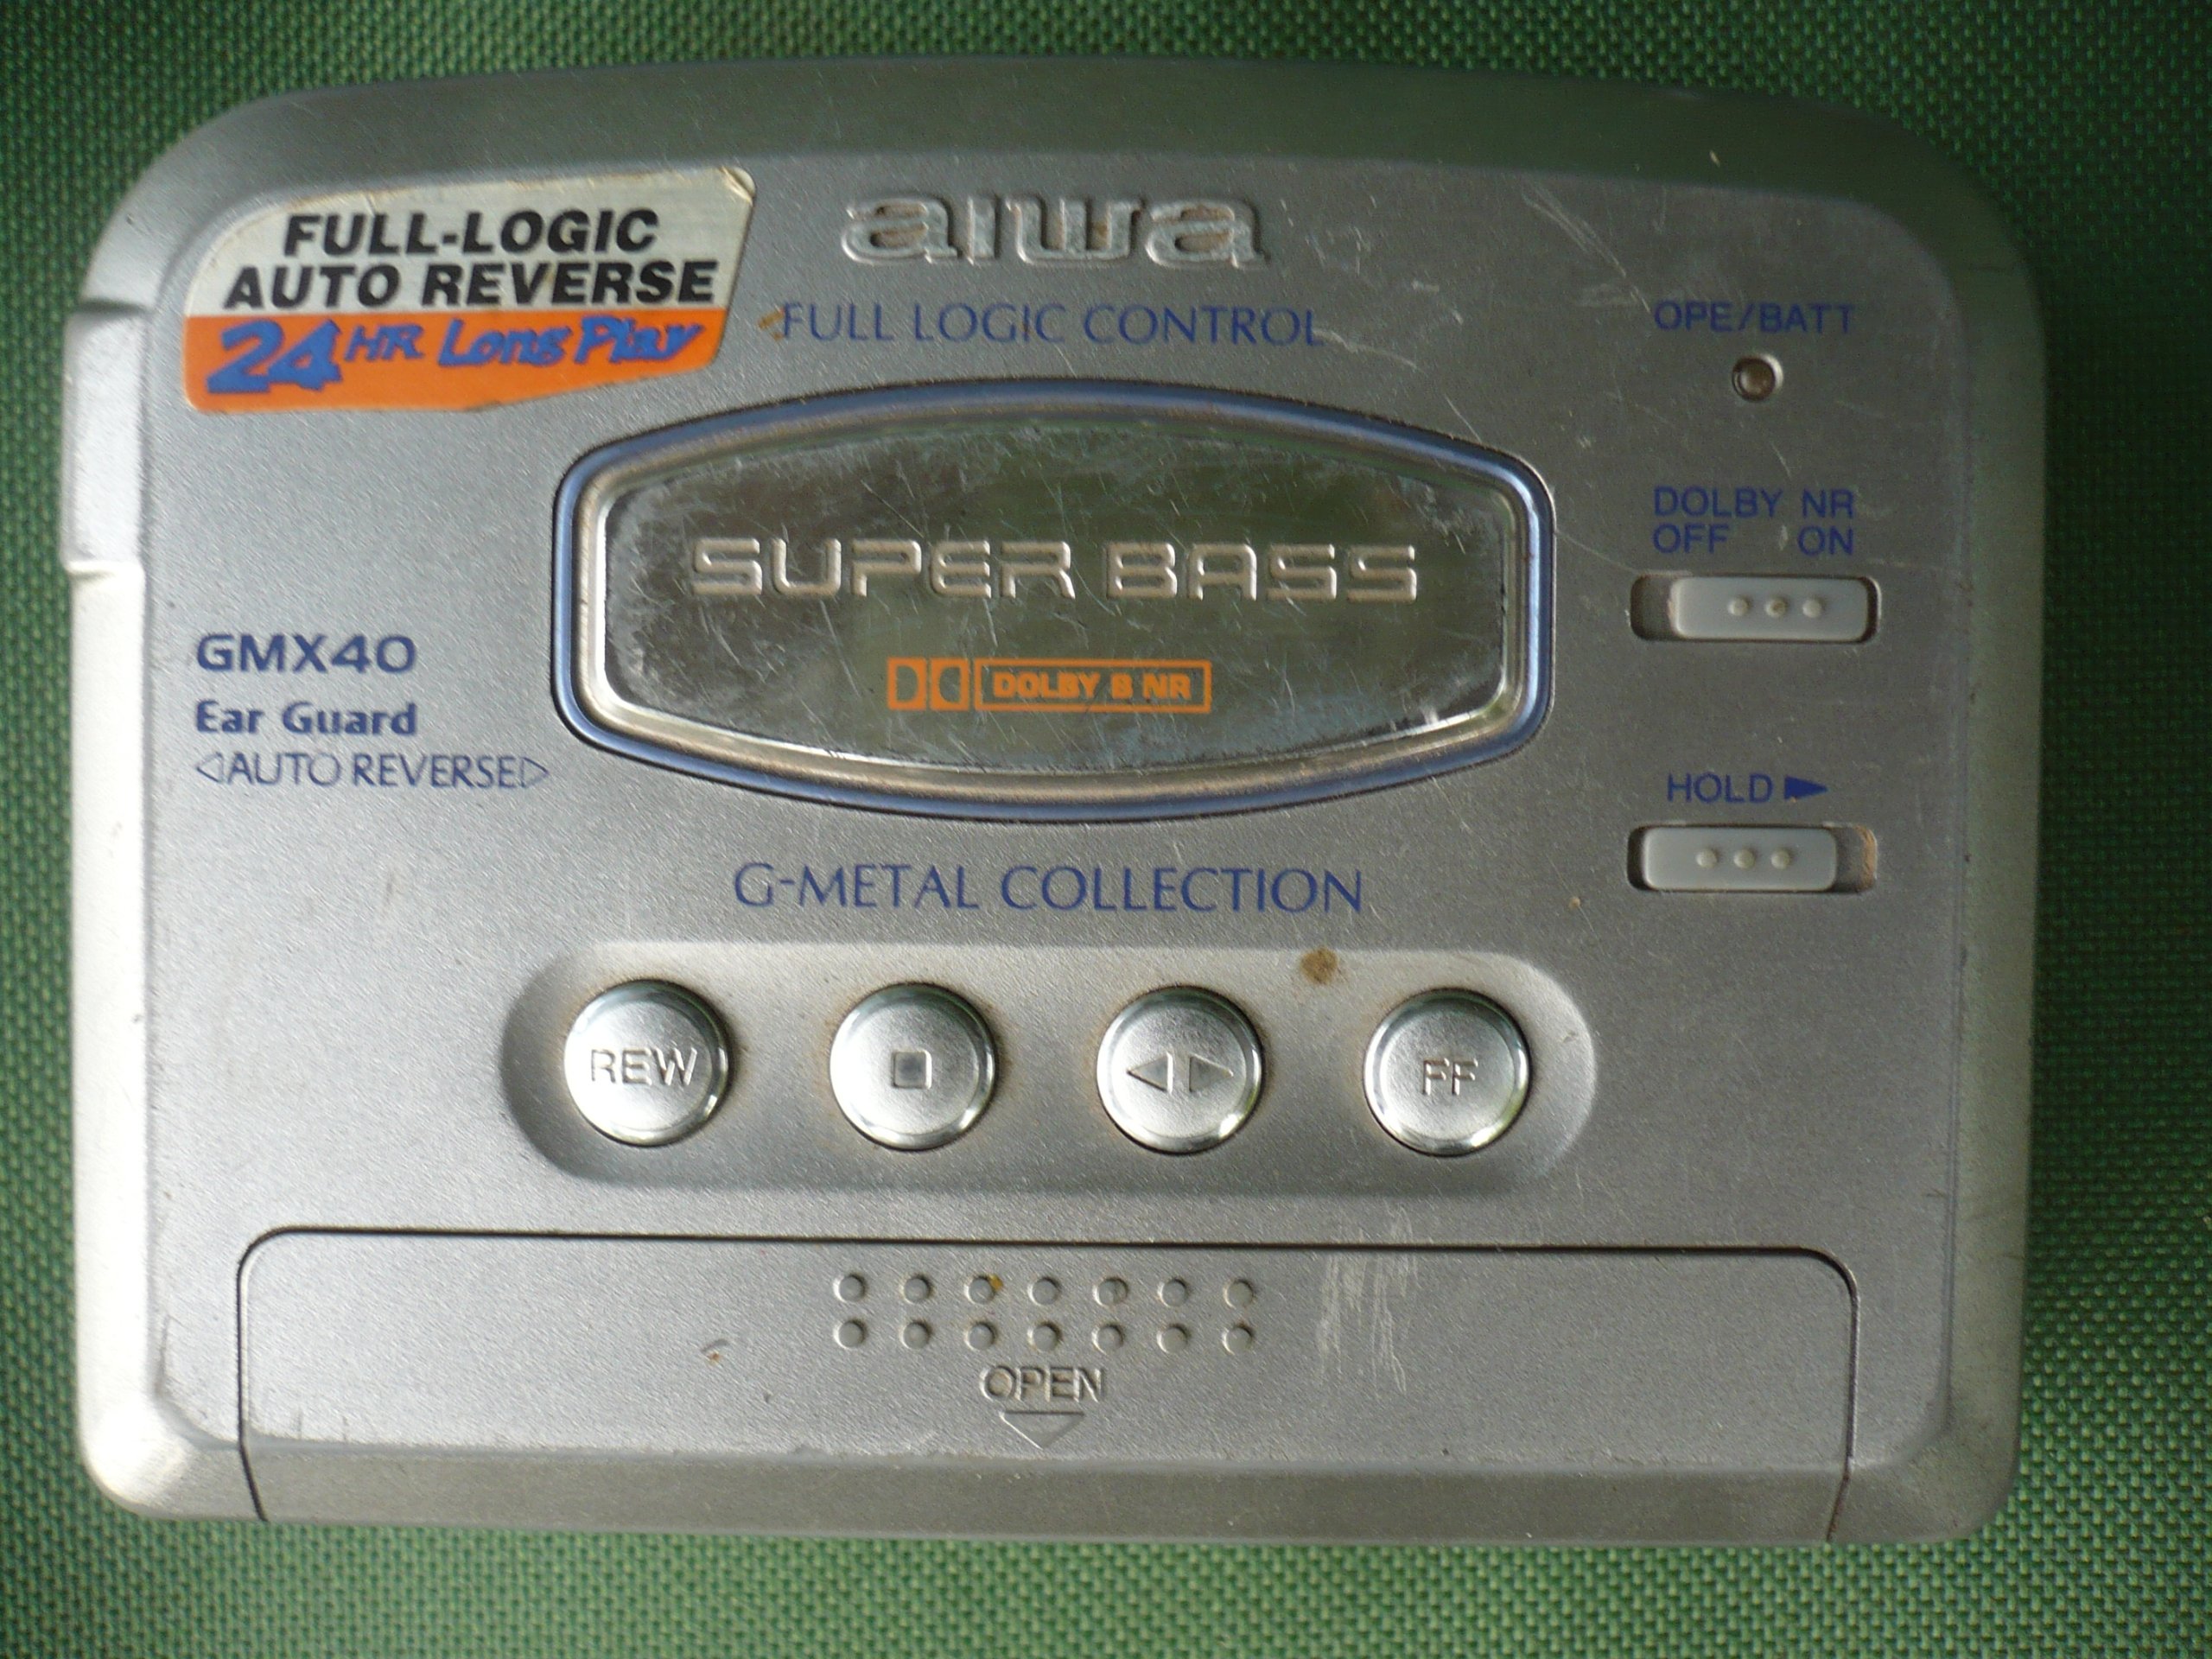 FULL-LOGIC
AUTO REVERSE
24 HR Long Play
aiwa
FULL LOGIC CONTROL
OPE/BATT
SUPER BASS
DOLBY B NR
DOLBY NR
OFF ON
GMX40
Ear Guard
◁AUTO REVERSE▷
HOLD ▶
G-METAL COLLECTION
REW
FF
OPEN